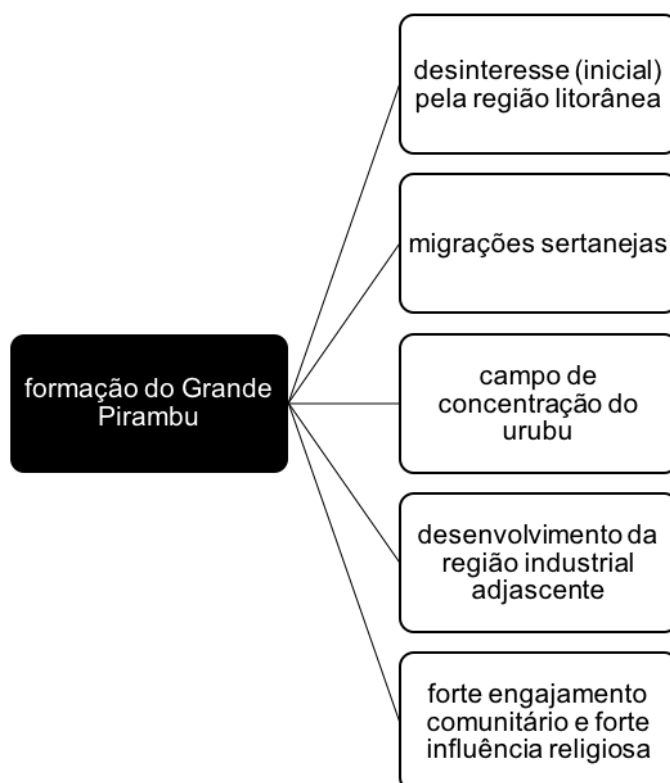 formação do Grande
Pirambu
desinteresse (inicial)
pela região litorânea
migrações sertanejas
campo de
concentração do
urubu
desenvolvimento da
região industrial
adjascente
forte engajamento
comunitário e forte
influência religiosa